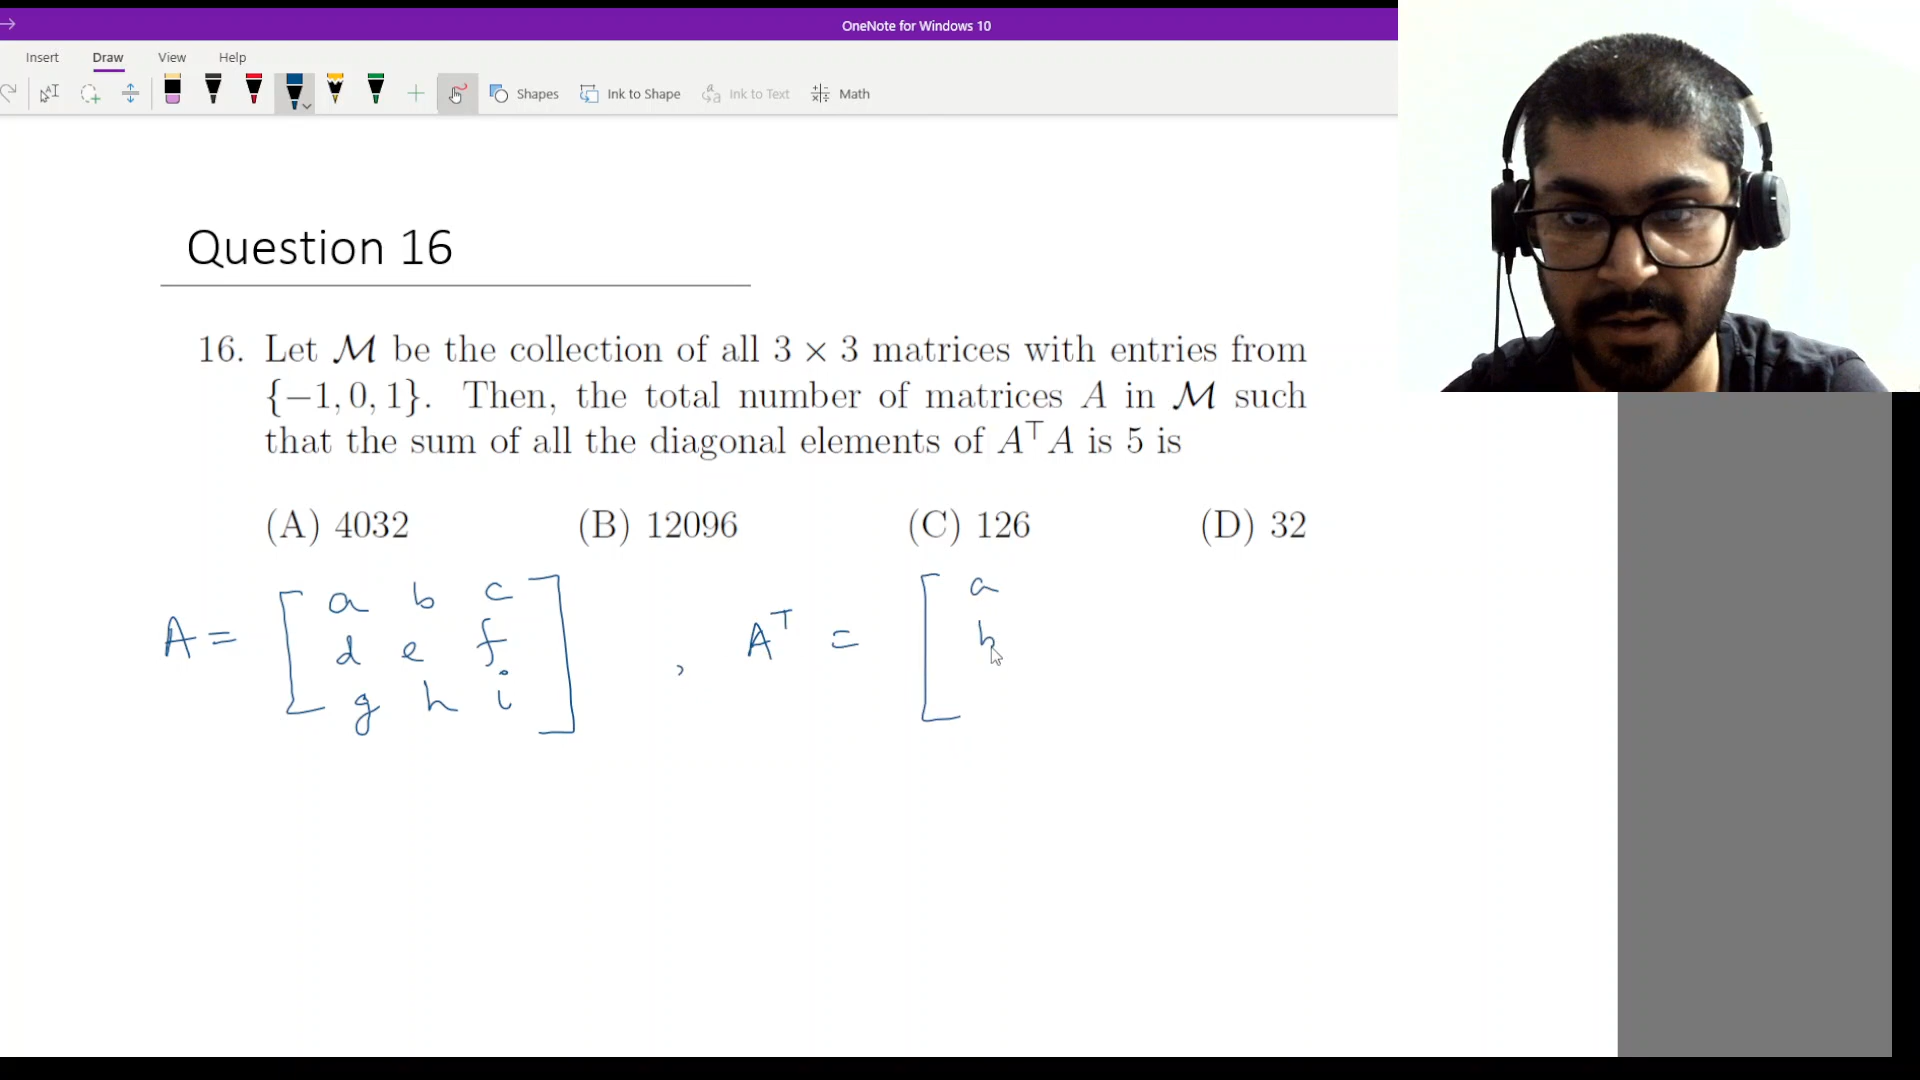 OneNote for Windows 10
Insert Draw View Help
Shapes Ink to Shape Ink to Text Math
Question 16
16. Let ℳ be the collection of all 3 × 3 matrices with entries from
{−1, 0, 1}. Then, the total number of matrices A in ℳ such
that the sum of all the diagonal elements of A⊤A is 5 is
(A) 4032 (B) 12096 (C) 126 (D) 32
A = [ a b c
d e f
g h i ] , A^T = [ a
b